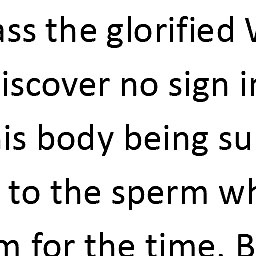 ass the glorified
iscover no sign in
is body being su
to the sperm wh
m for the time. B